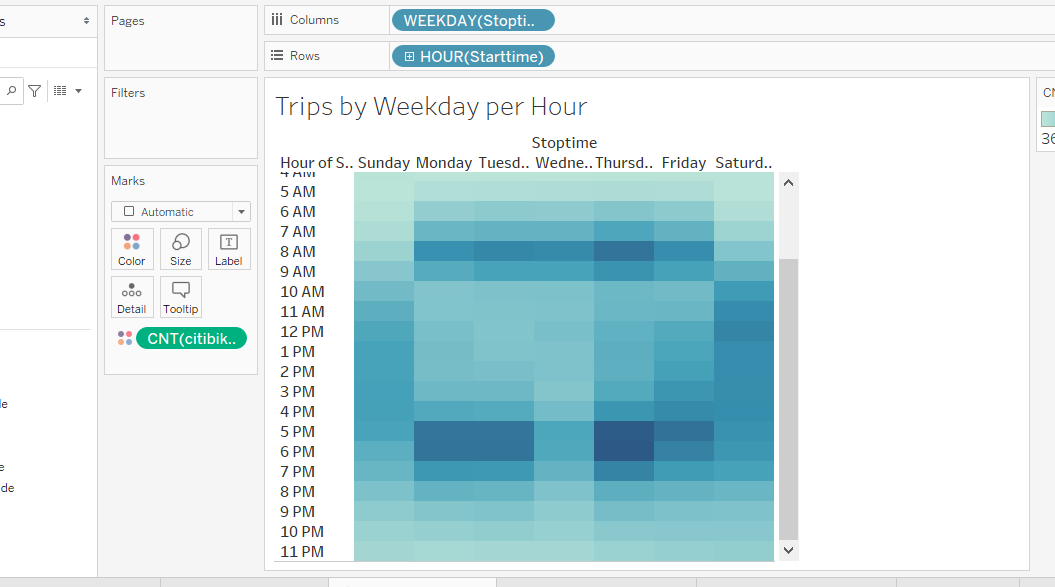 s
Pages
Columns
WEEKDAY(Stopti..
Rows
HOUR(Starttime)
Filters
Marks
Automatic
Color
Size
T
Label
Detail
Tooltip
CNT(citibik..
le
e
de
Trips by Weekday per Hour
Stoptime
Hour of S.. Sunday Monday Tuesd.. Wedne.. Thursd.. Friday Saturd..
4 AM
5 AM
6 AM
7 AM
8 AM
9 AM
10 AM
11 AM
12 PM
1 PM
2 PM
3 PM
4 PM
5 PM
6 PM
7 PM
8 PM
9 PM
10 PM
11 PM
CN
36